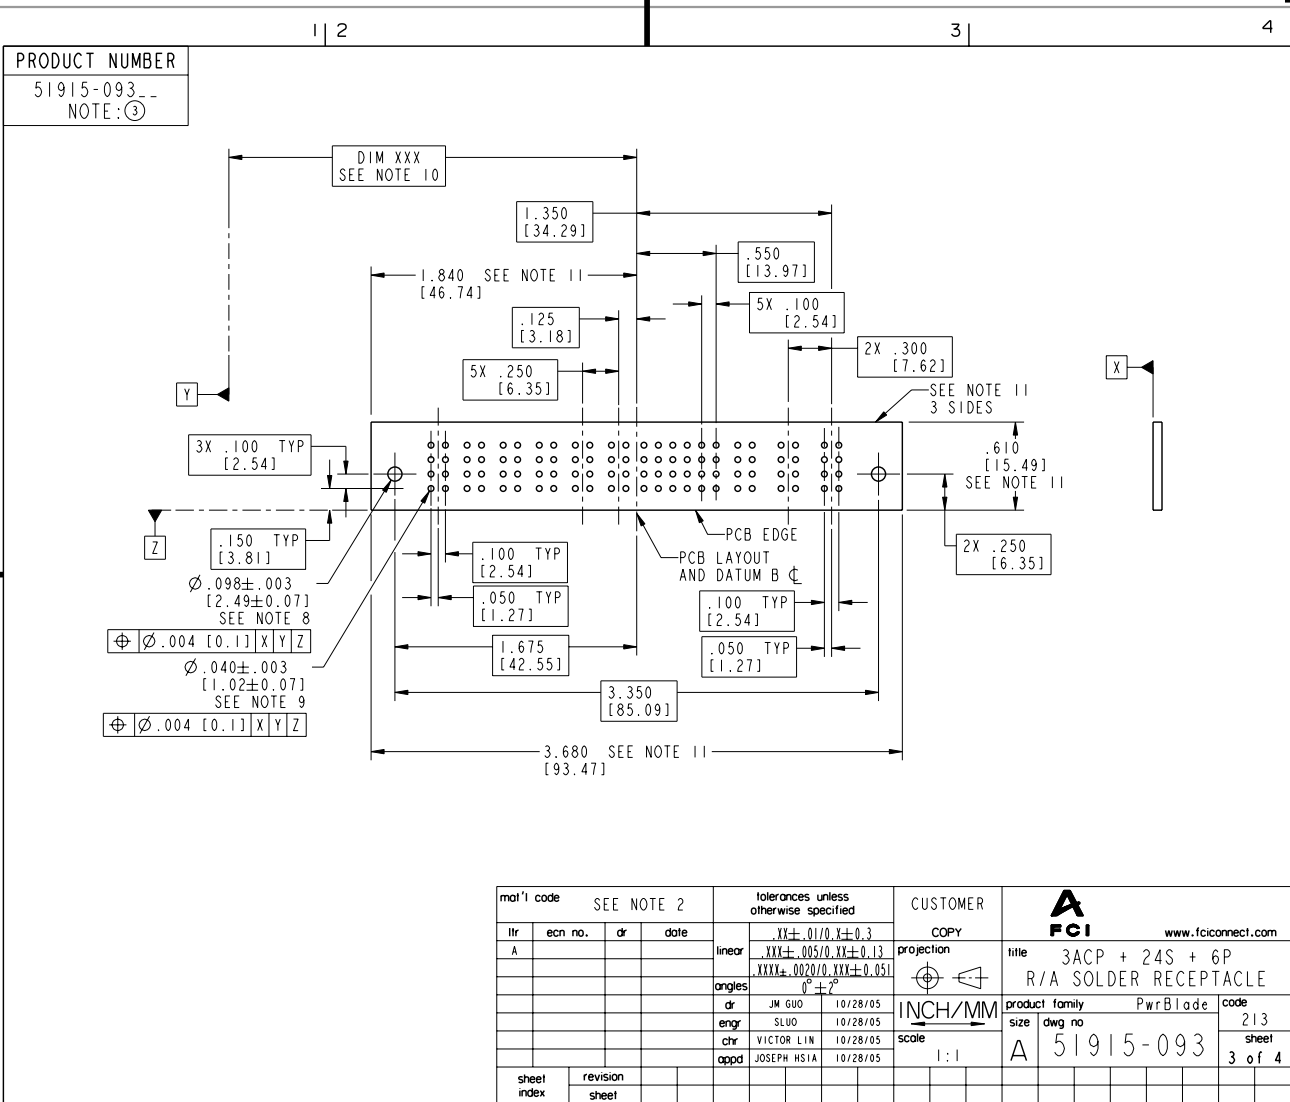 1 2 3 4
PRODUCT NUMBER
51915-093__
NOTE: 3
DIM XXX
SEE NOTE 10
1.350
[34.29]
.550
[13.97]
1.840 SEE NOTE 11
[46.74]
5X .100
[2.54]
.125
[3.18]
2X .300
[7.62]
5X .250
[6.35]
X
Y
SEE NOTE 11
3 SIDES
3X .100 TYP
[2.54]
.610
[15.49]
SEE NOTE 11
Z
.150 TYP
[3.81]
PCB EDGE
PCB LAYOUT
AND DATUM B ℄
2X .250
[6.35]
.100 TYP
[2.54]
Ø.098±.003
[2.49±0.07]
SEE NOTE 8
⌖ Ø.004 [0.1] X Y Z
.050 TYP
[1.27]
.100 TYP
[2.54]
.050 TYP
[1.27]
1.675
[42.55]
Ø.040±.003
[1.02±0.07]
SEE NOTE 9
⌖ Ø.004 [0.1] X Y Z
3.350
[85.09]
3.680 SEE NOTE 11
[93.47]
mat'l code SEE NOTE 2
ltr ecn no. dr date
A
tolerances unless
otherwise specified
linear
.XX±.01/0.X±0.3
.XXX±.005/0.XX±0.13
.XXXX±.0020/0.XXX±0.051
angles 0°±2°
dr JM GUO 10/28/05
engr SLUO 10/28/05
chr VICTOR LIN 10/28/05
appd JOSEPH HSIA 10/28/05
CUSTOMER
COPY
projection
INCH/MM
scale
1:1
FCI
www.fciconnect.com
title 3ACP + 24S + 6P
R/A SOLDER RECEPTACLE
product family PwrBlade
code
213
size A
dwg no 51915-093
sheet
3 of 4
sheet
index
revision
sheet